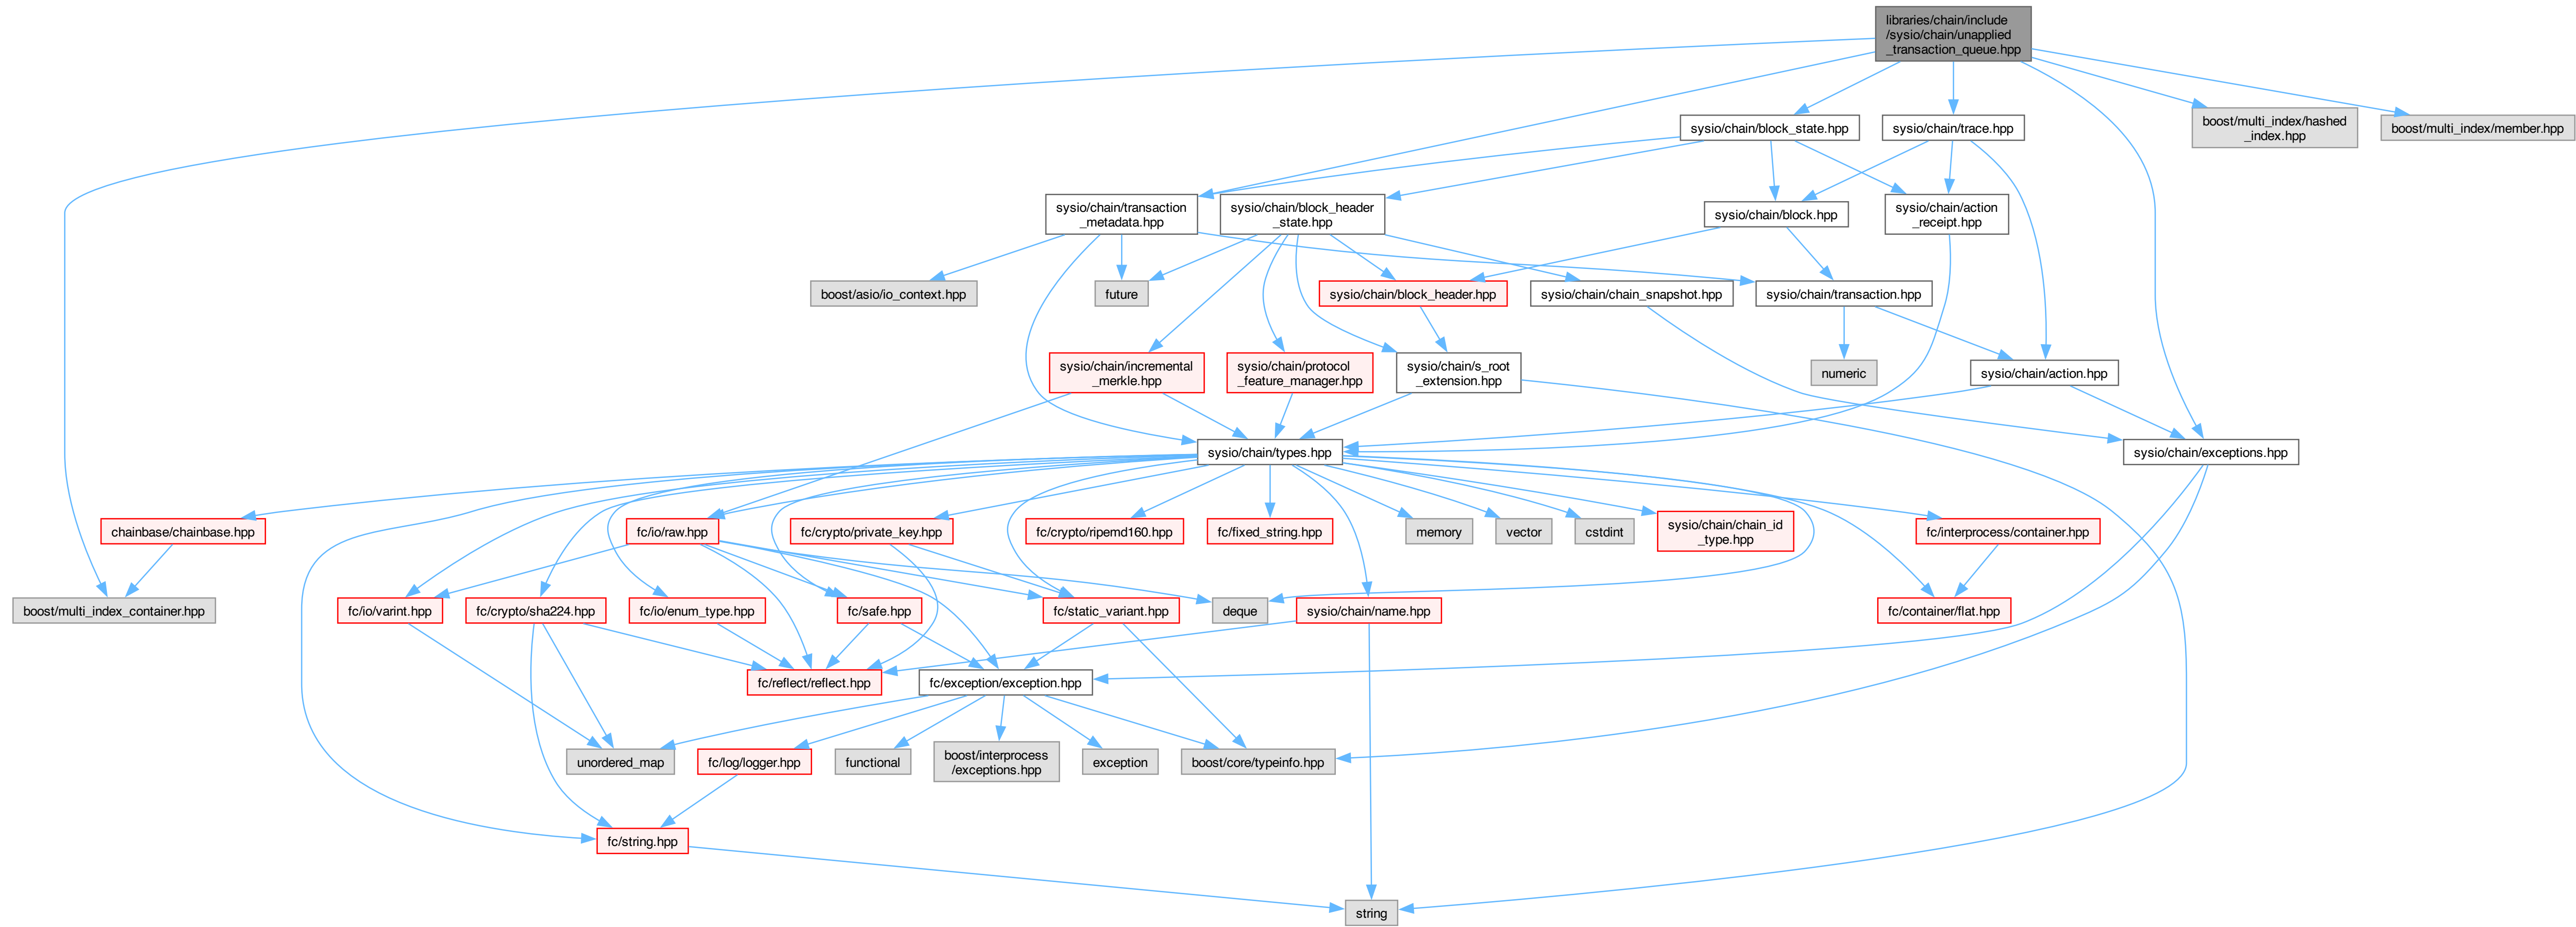 libraries/chain/include
/sysio/chain/unapplied
_transaction_queue.hpp
sysio/chain/block_state.hpp
sysio/chain/trace.hpp
boost/multi_index/hashed
_index.hpp
boost/multi_index/member.hpp
sysio/chain/transaction
_metadata.hpp
sysio/chain/block_header
_state.hpp
sysio/chain/block.hpp
sysio/chain/action
_receipt.hpp
boost/asio/io_context.hpp
future
sysio/chain/block_header.hpp
sysio/chain/chain_snapshot.hpp
sysio/chain/transaction.hpp
sysio/chain/incremental
_merkle.hpp
sysio/chain/protocol
_feature_manager.hpp
sysio/chain/s_root
_extension.hpp
numeric
sysio/chain/action.hpp
sysio/chain/types.hpp
sysio/chain/exceptions.hpp
chainbase/chainbase.hpp
fc/io/raw.hpp
fc/crypto/private_key.hpp
fc/crypto/ripemd160.hpp
fc/fixed_string.hpp
memory
vector
cstdint
sysio/chain/chain_id
_type.hpp
fc/interprocess/container.hpp
boost/multi_index_container.hpp
fc/io/varint.hpp
fc/crypto/sha224.hpp
fc/io/enum_type.hpp
fc/safe.hpp
fc/static_variant.hpp
deque
sysio/chain/name.hpp
fc/container/flat.hpp
fc/reflect/reflect.hpp
fc/exception/exception.hpp
unordered_map
fc/log/logger.hpp
functional
boost/interprocess
/exceptions.hpp
exception
boost/core/typeinfo.hpp
fc/string.hpp
string